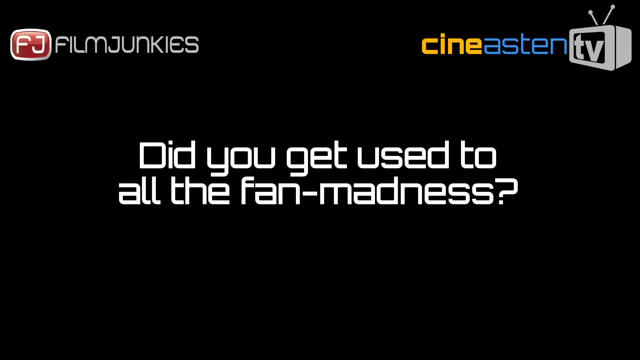 FJ FILMJUNKIES
cineasten tv
Did you get used to
all the fan-madness?